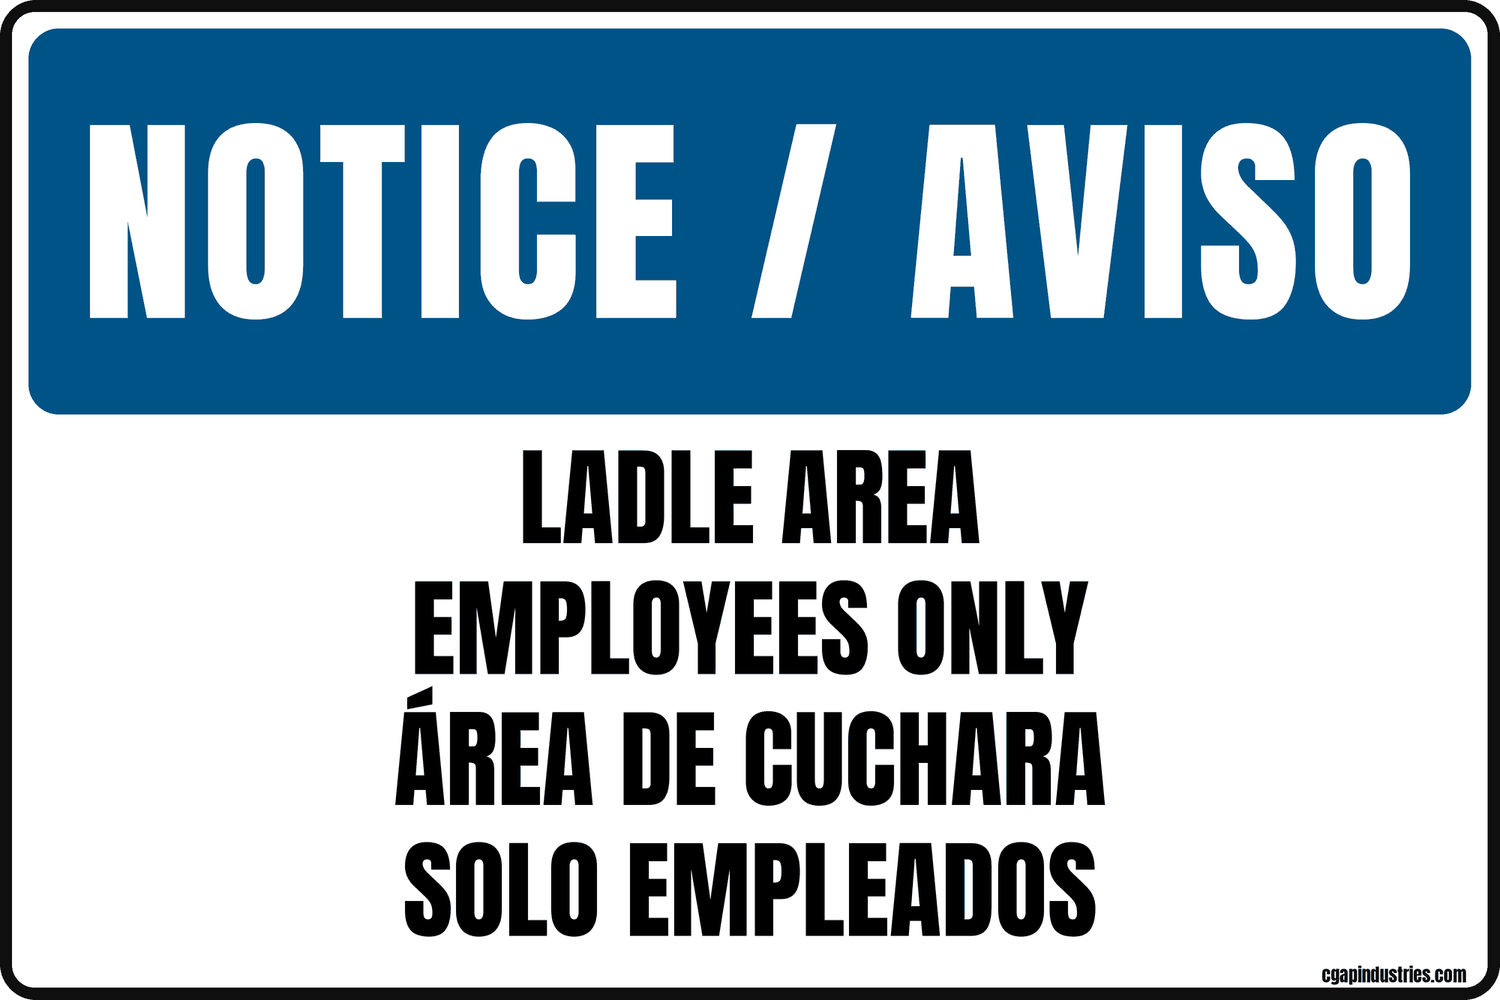 NOTICE / AVISO
LADLE AREA
EMPLOYEES ONLY
ÁREA DE CUCHARA
SOLO EMPLEADOS
cgapindustries.com